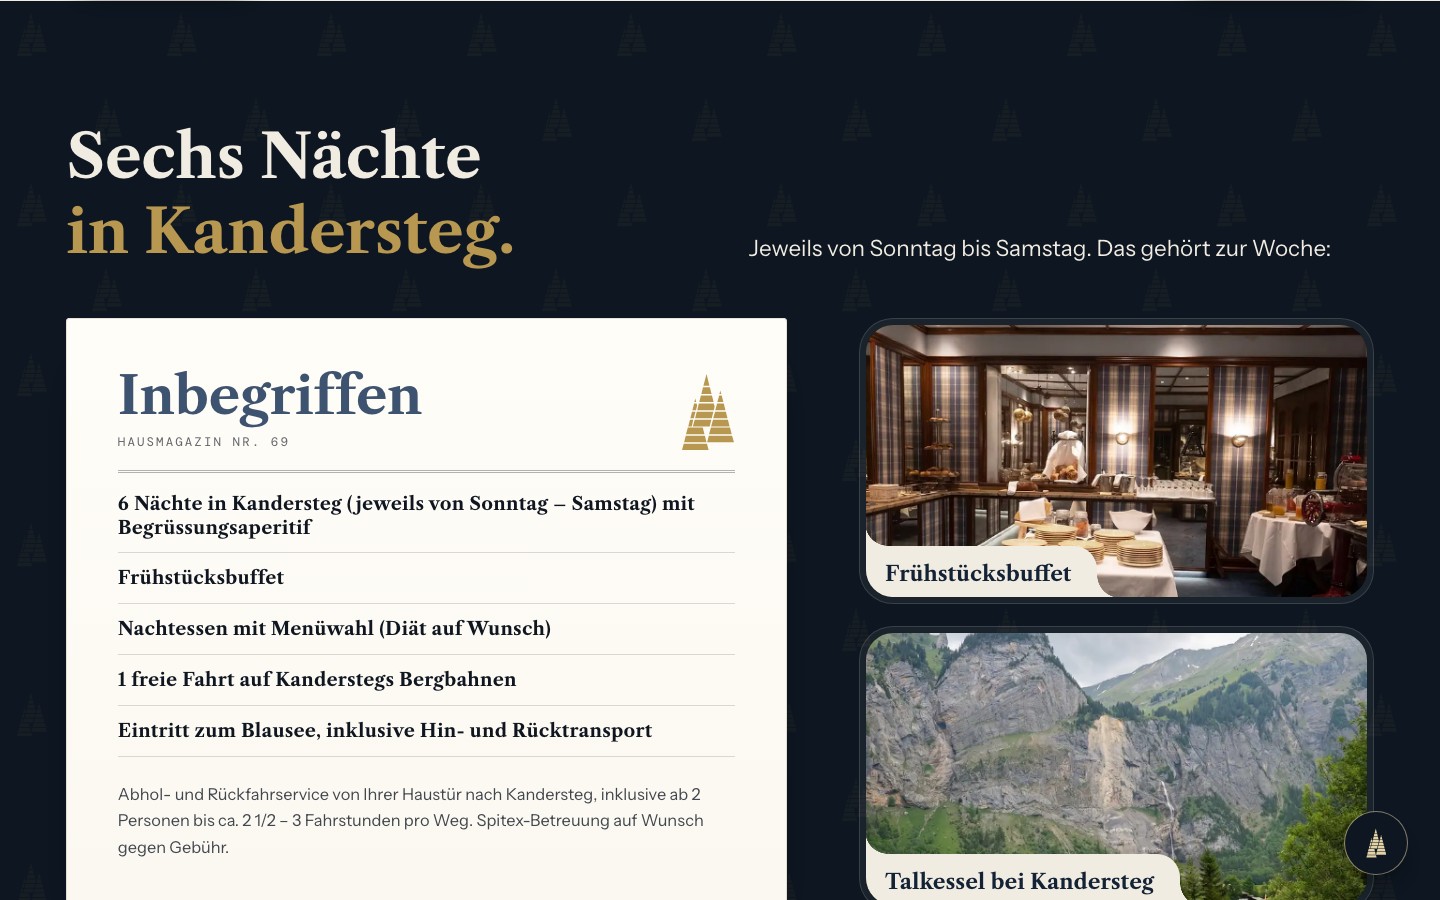 Sechs Nächte
in Kandersteg.
Jeweils von Sonntag bis Samstag. Das gehört zur Woche:
Inbegriffen
HAUSMAGAZIN NR. 69
6 Nächte in Kandersteg (jeweils von Sonntag – Samstag) mit
Begrüssungsaperitif
Frühstücksbuffet
Nachtessen mit Menüwahl (Diät auf Wunsch)
1 freie Fahrt auf Kanderstegs Bergbahnen
Eintritt zum Blausee, inklusive Hin- und Rücktransport
Abhol- und Rückfahrservice von Ihrer Haustür nach Kandersteg, inklusive ab 2
Personen bis ca. 2 1/2 – 3 Fahrstunden pro Weg. Spitex-Betreuung auf Wunsch
gegen Gebühr.
Frühstücksbuffet
Talkessel bei Kandersteg